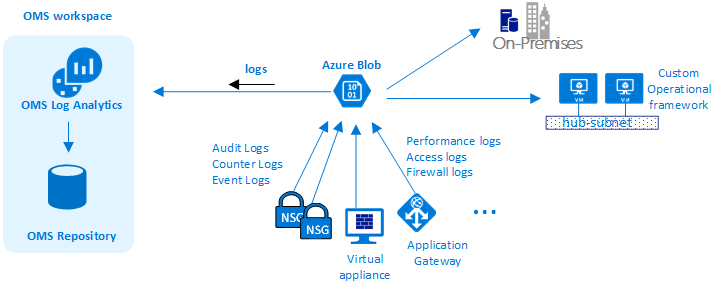 OMS workspace
OMS Log Analytics
OMS Repository
logs
Azure Blob
10
01
On-Premises
VM
VM
Custom
Operational
framework
hub-subnet
Audit Logs
Counter Logs
Event Logs
Performance logs
Access logs
Firewall logs
NSG
NSG
Virtual
appliance
Application
Gateway
...